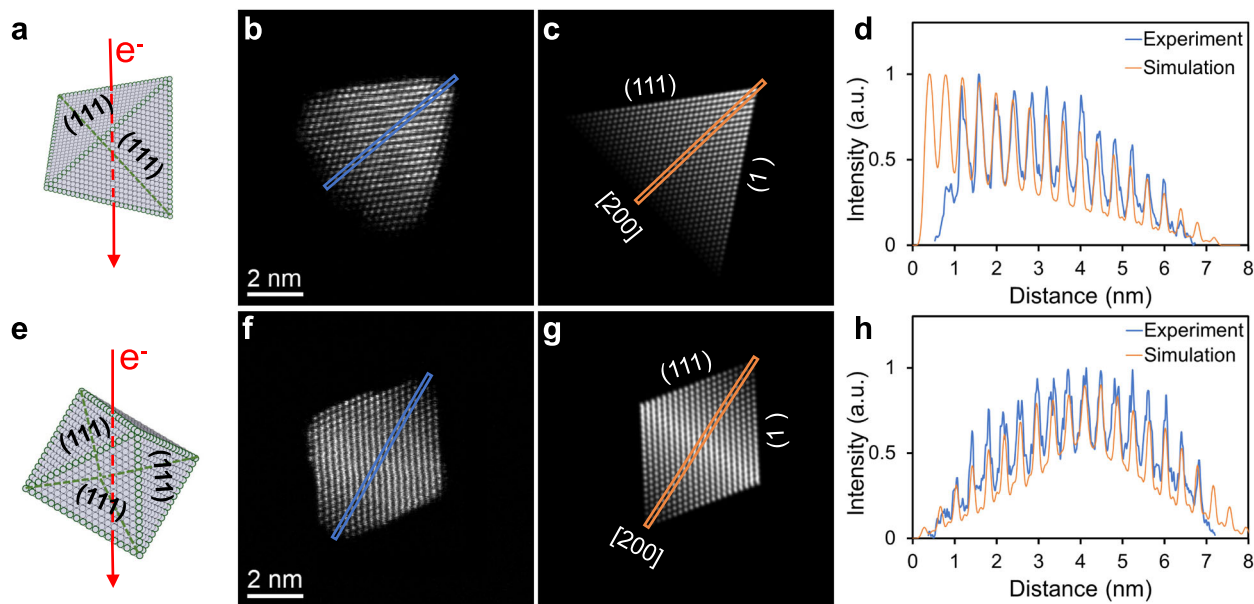 a
e-
(111)
(111)
b
2 nm
c
(111)
(1 )
[200]
d
Experiment
Simulation
Intensity (a.u.)
1
0.5
0
0 1 2 3 4 5 6 7 8
Distance (nm)
e
e-
(111)
(111)
(111)
f
2 nm
g
(111)
(1)
[200]
h
Experiment
Simulation
Intensity (a.u.)
1
0.5
0
0 1 2 3 4 5 6 7 8
Distance (nm)